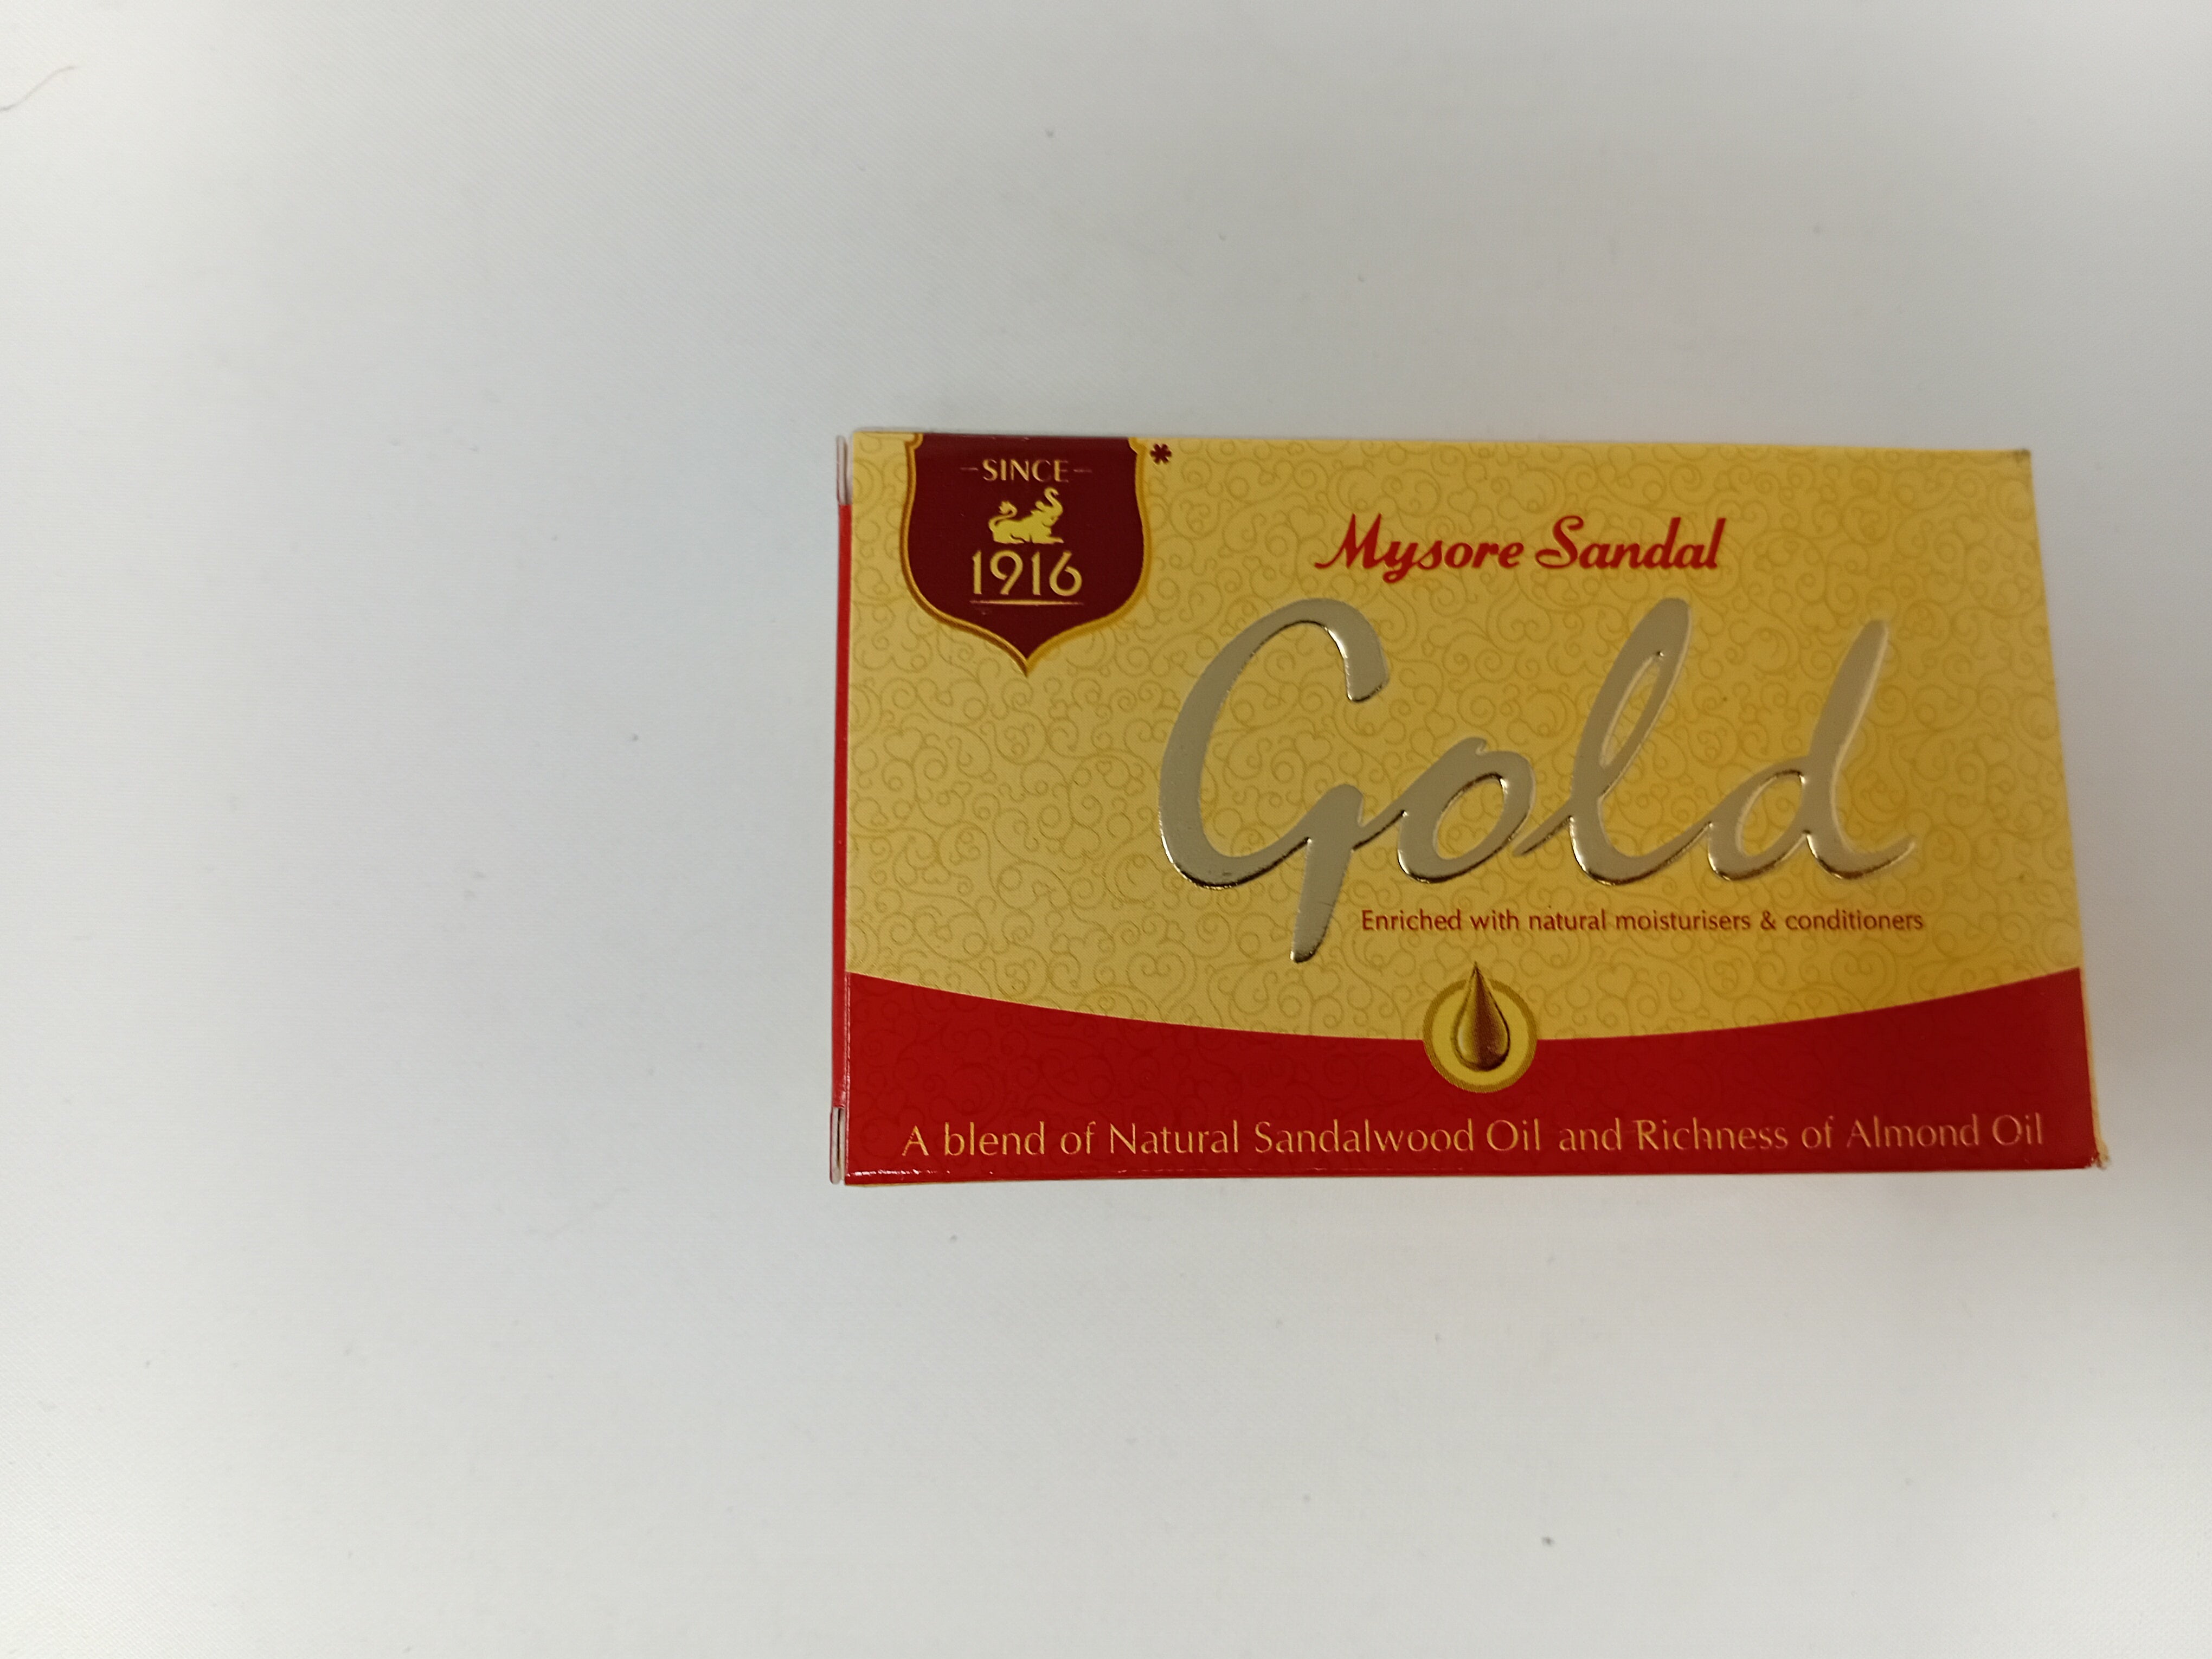 SINCE
1916
*
Mysore Sandal
Gold
Enriched with natural moisturisers & conditioners
A blend of Natural Sandalwood Oil and Richness of Almond Oil